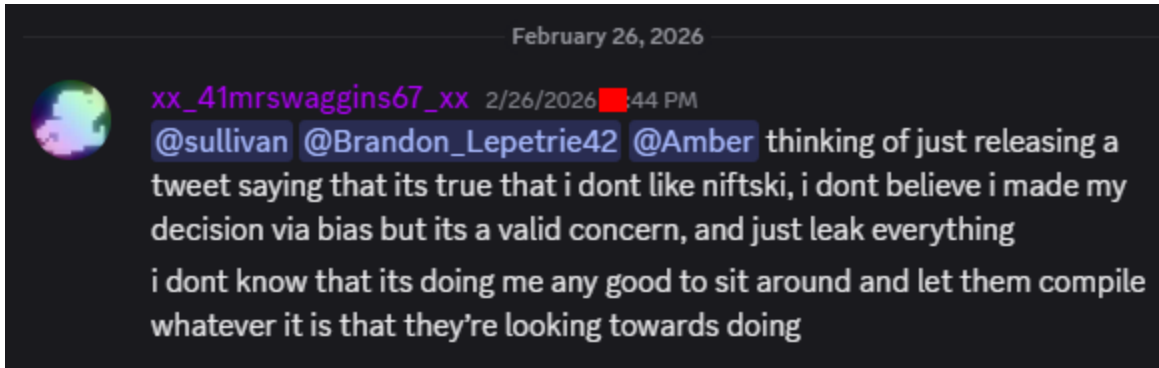 February 26, 2026
xx_41mrswaggins67_xx 2/26/2026 :44 PM
@sullivan @Brandon_Lepetrie42 @Amber thinking of just releasing a
tweet saying that its true that i dont like niftski, i dont believe i made my
decision via bias but its a valid concern, and just leak everything
i dont know that its doing me any good to sit around and let them compile
whatever it is that they’re looking towards doing